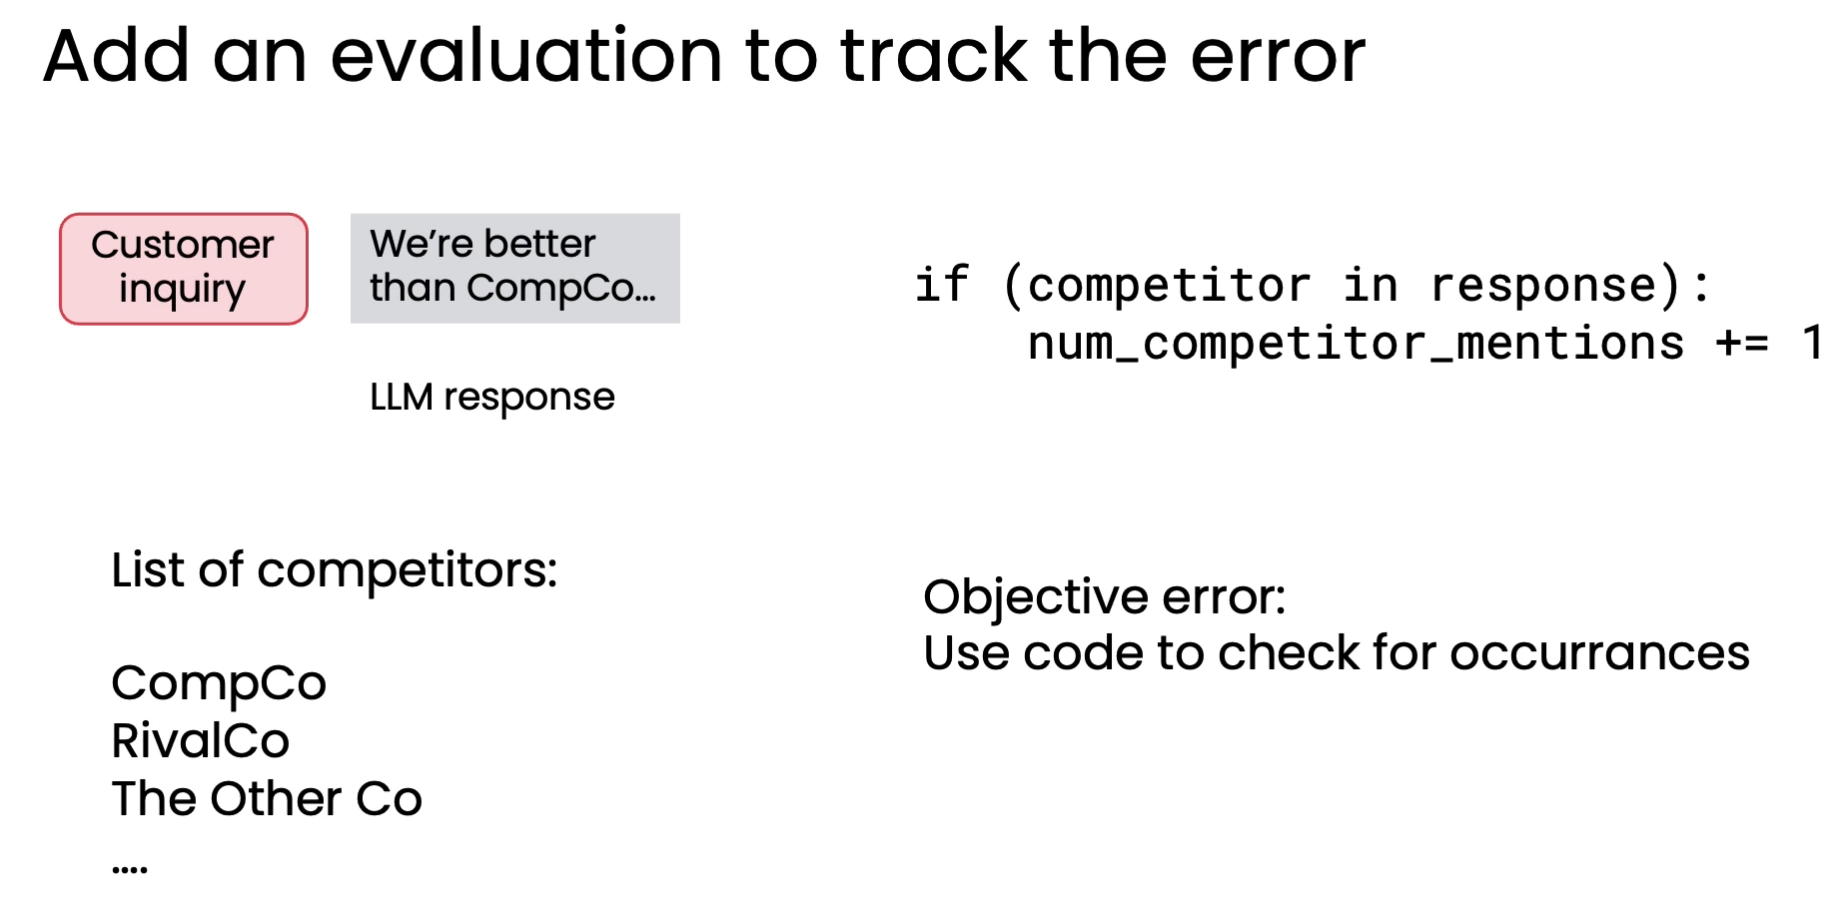 Add an evaluation to track the error
Customer
inquiry
We’re better
than CompCo...
LLM response
if (competitor in response):
    num_competitor_mentions += 1
List of competitors:
CompCo
RivalCo
The Other Co
....
Objective error:
Use code to check for occurrances